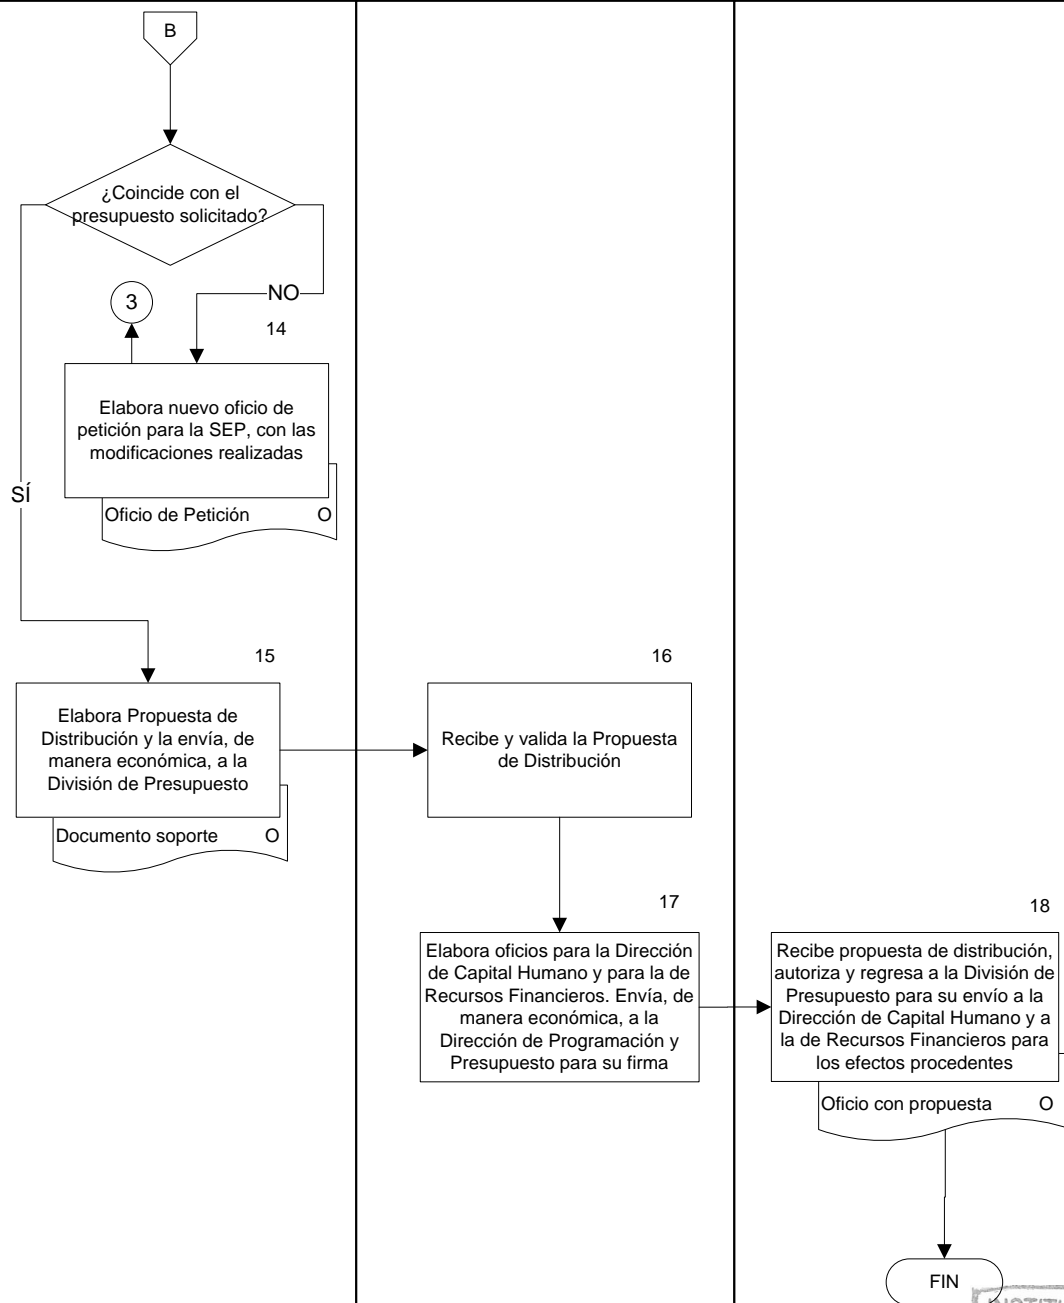 B
¿Coincide con el
presupuesto solicitado?
3
NO
14
Elabora nuevo oficio de
petición para la SEP, con las
modificaciones realizadas
Oficio de Petición O
SÍ
15
Elabora Propuesta de
Distribución y la envía, de
manera económica, a la
División de Presupuesto
Documento soporte O
16
Recibe y valida la Propuesta
de Distribución
17
Elabora oficios para la Dirección
de Capital Humano y para la de
Recursos Financieros. Envía, de
manera económica, a la
Dirección de Programación y
Presupuesto para su firma
18
Recibe propuesta de distribución,
autoriza y regresa a la División de
Presupuesto para su envío a la
Dirección de Capital Humano y a
la de Recursos Financieros para
los efectos procedentes
Oficio con propuesta O
FIN